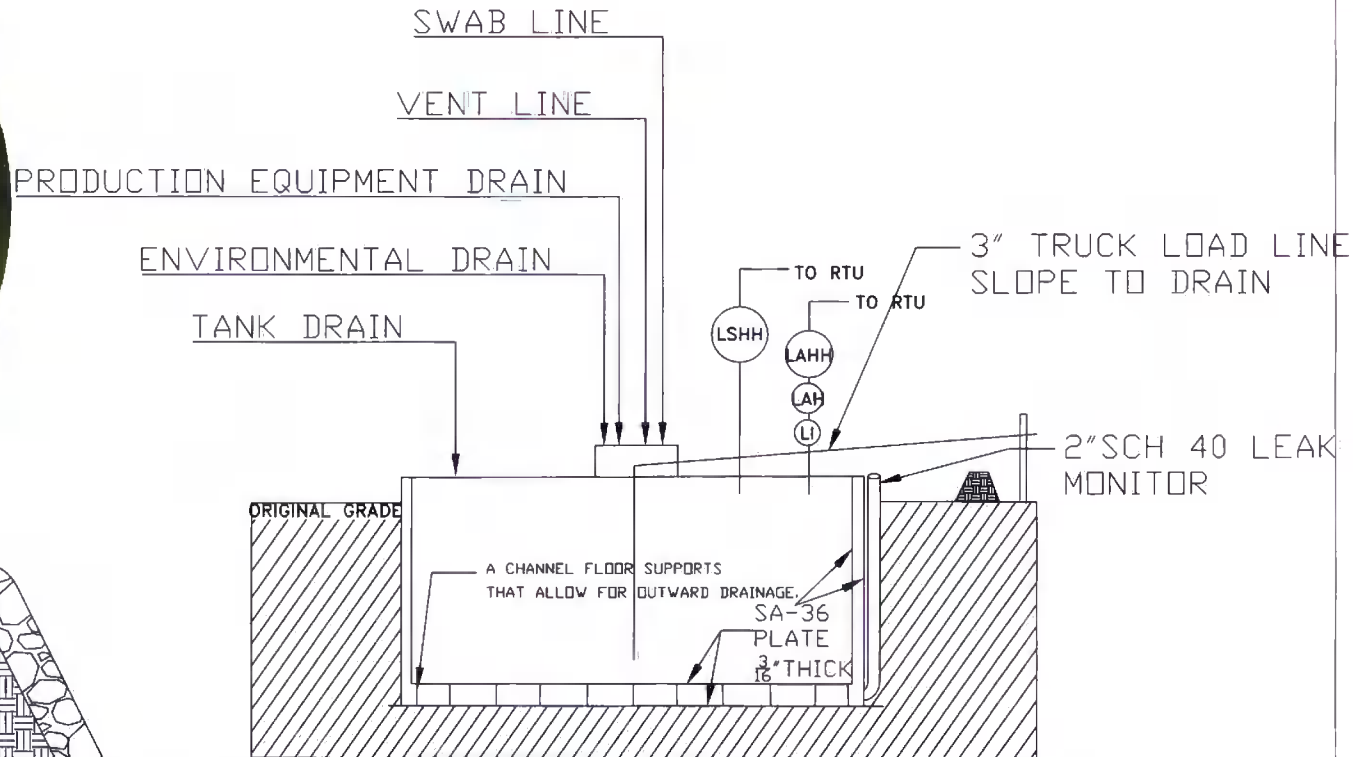 SWAB LINE
VENT LINE
PRODUCTION EQUIPMENT DRAIN
ENVIRONMENTAL DRAIN
TANK DRAIN
TO RTU
TO RTU
3" TRUCK LOAD LINE
SLOPE TO DRAIN
LSHH
LAHH
LAH
LI
2"SCH 40 LEAK
MONITOR
ORIGINAL GRADE
A CHANNEL FLOOR SUPPORTS
THAT ALLOW FOR OUTWARD DRAINAGE.
SA-36
PLATE
3/16" THICK